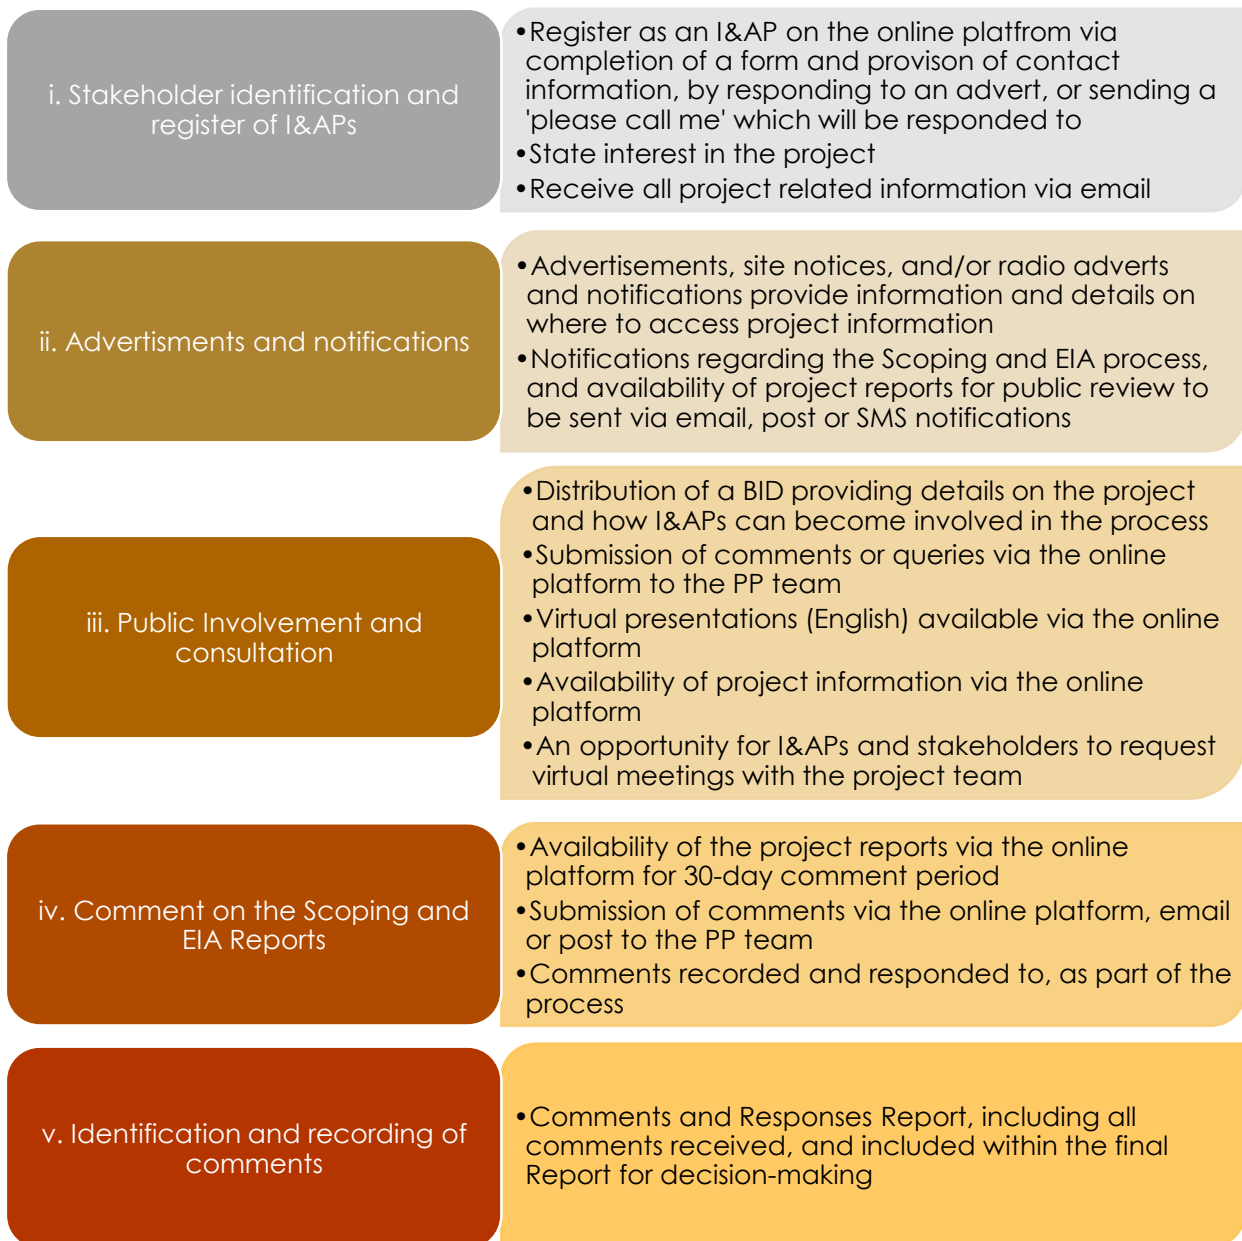 i. Stakeholder identification and
register of I&APs
•Register as an I&AP on the online platfrom via
completion of a form and provison of contact
information, by responding to an advert, or sending a
'please call me' which will be responded to
•State interest in the project
•Receive all project related information via email
ii. Advertisments and notifications
•Advertisements, site notices, and/or radio adverts
and notifications provide information and details on
where to access project information
•Notifications regarding the Scoping and EIA process,
and availability of project reports for public review to
be sent via email, post or SMS notifications
iii. Public Involvement and
consultation
•Distribution of a BID providing details on the project
and how I&APs can become involved in the process
•Submission of comments or queries via the online
platform to the PP team
•Virtual presentations (English) available via the online
platform
•Availability of project information via the online
platform
•An opportunity for I&APs and stakeholders to request
virtual meetings with the project team
iv. Comment on the Scoping and
EIA Reports
•Availability of the project reports via the online
platform for 30-day comment period
•Submission of comments via the online platform, email
or post to the PP team
•Comments recorded and responded to, as part of the
process
v. Identification and recording of
comments
•Comments and Responses Report, including all
comments received, and included within the final
Report for decision-making